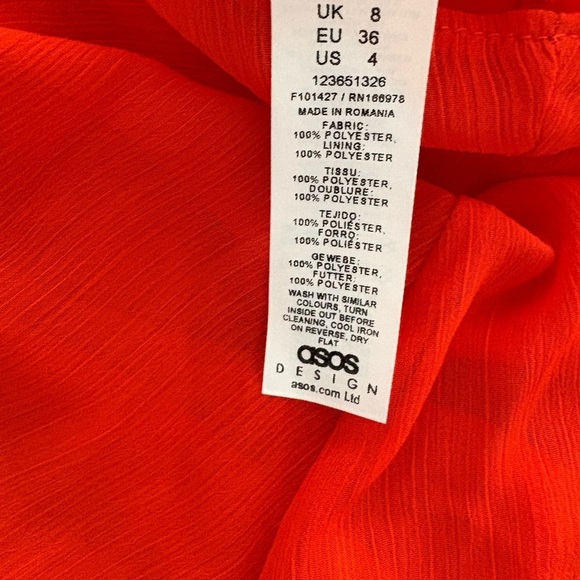 UK 8
EU 36
US 4
123651326
F101427 / RN166978
MADE IN ROMANIA
FABRIC:
100% POLYESTER,
LINING:
100% POLYESTER
TISSU:
100% POLYESTER,
DOUBLURE:
100% POLYESTER
TEJIDO:
100% POLIÉSTER,
FORRO:
100% POLIÉSTER
GEWEBE:
100% POLYESTER,
FUTTER:
100% POLYESTER
WASH WITH SIMILAR
COLOURS, TURN
INSIDE OUT BEFORE
CLEANING, COOL IRON
ON REVERSE, DRY
FLAT
asos
DESIGN
asos.com Ltd